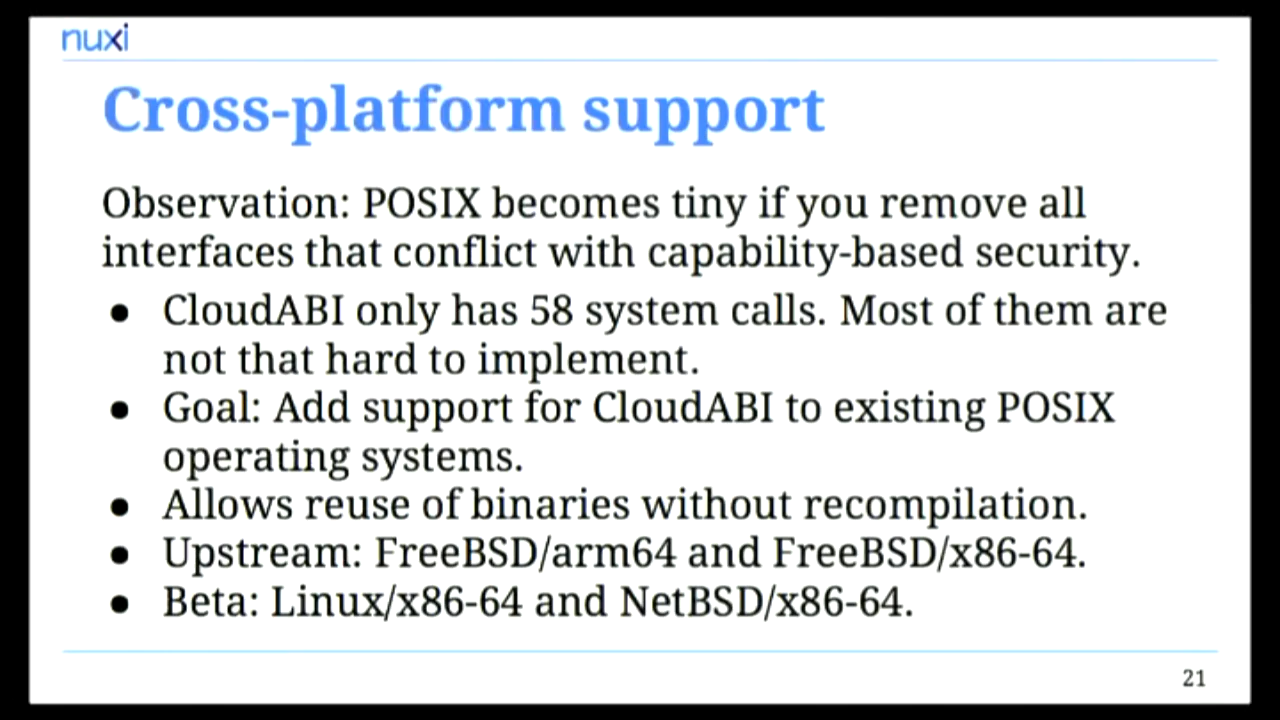 nuxi
Cross-platform support
Observation: POSIX becomes tiny if you remove all
interfaces that conflict with capability-based security.
● CloudABI only has 58 system calls. Most of them are
not that hard to implement.
● Goal: Add support for CloudABI to existing POSIX
operating systems.
● Allows reuse of binaries without recompilation.
● Upstream: FreeBSD/arm64 and FreeBSD/x86-64.
● Beta: Linux/x86-64 and NetBSD/x86-64.
21